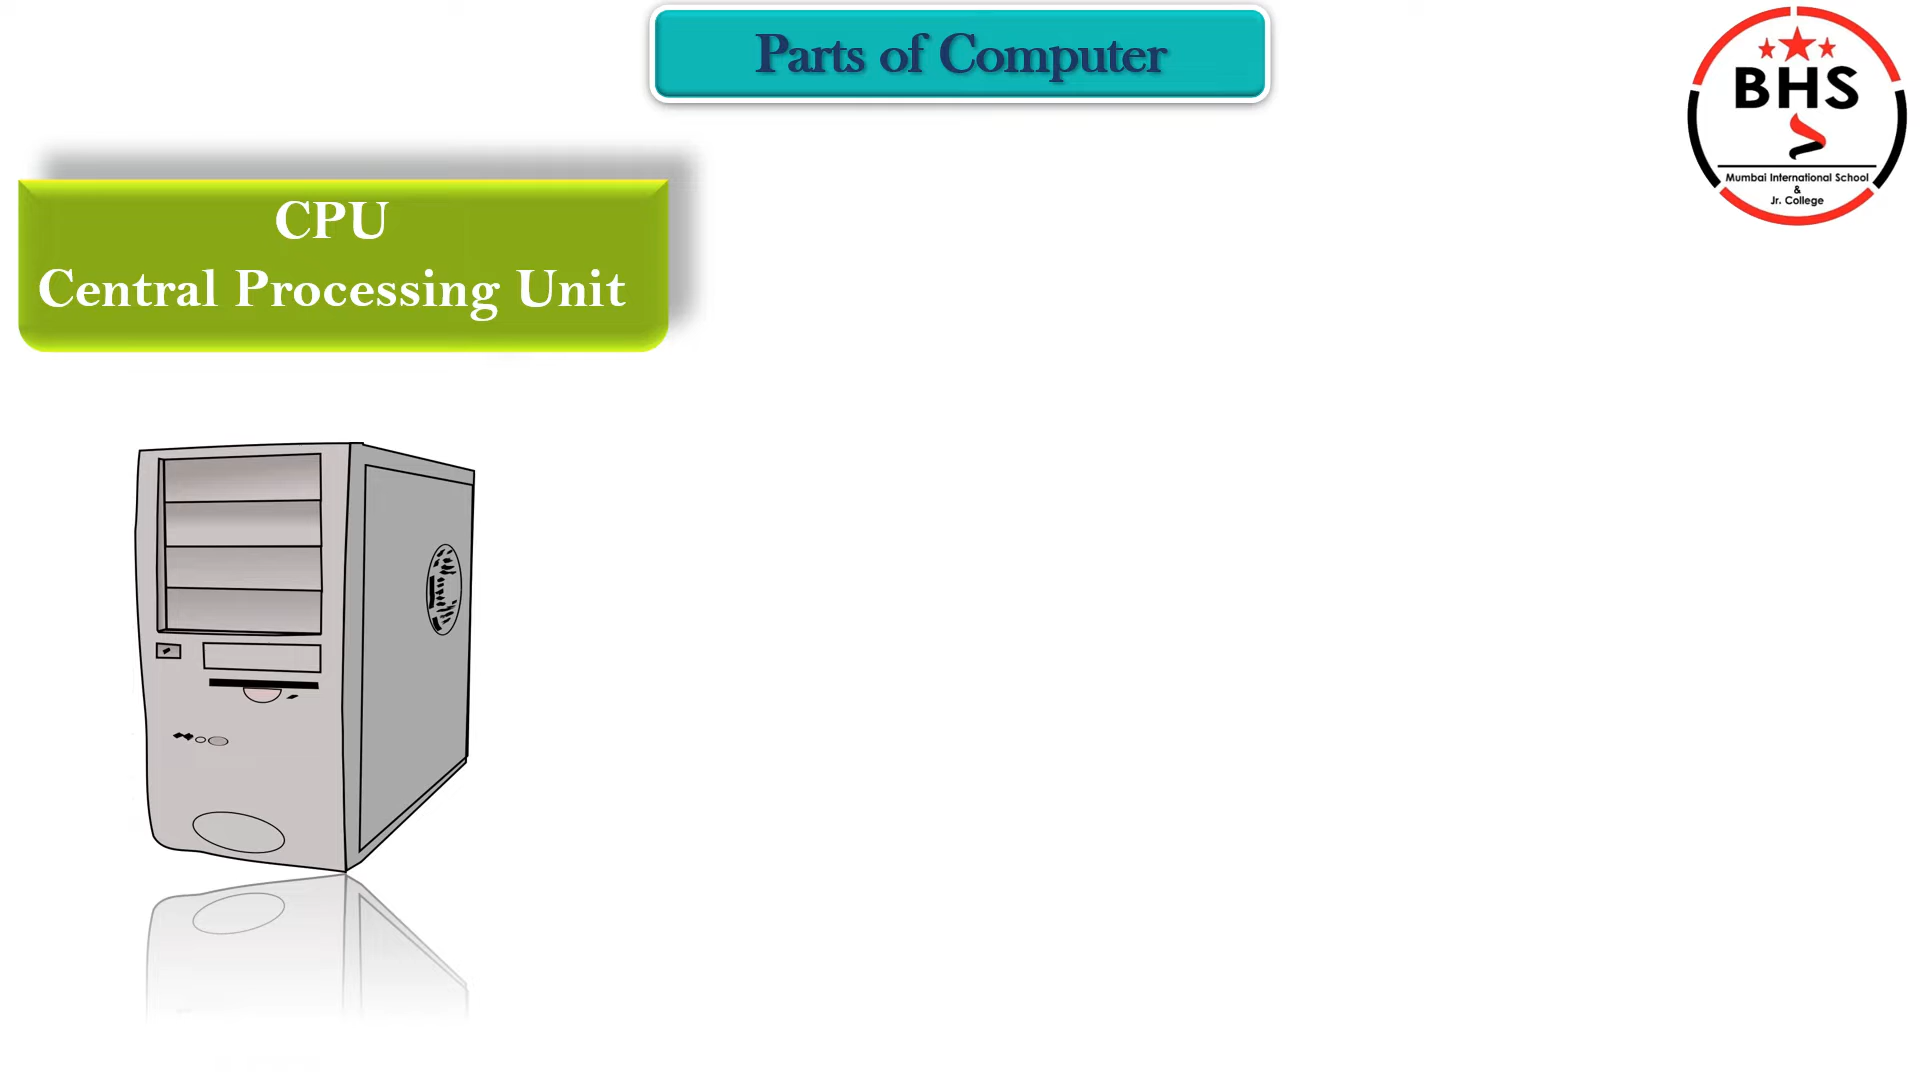 Parts of Computer
BHS
Mumbai International School
&
Jr. College
CPU
Central Processing Unit